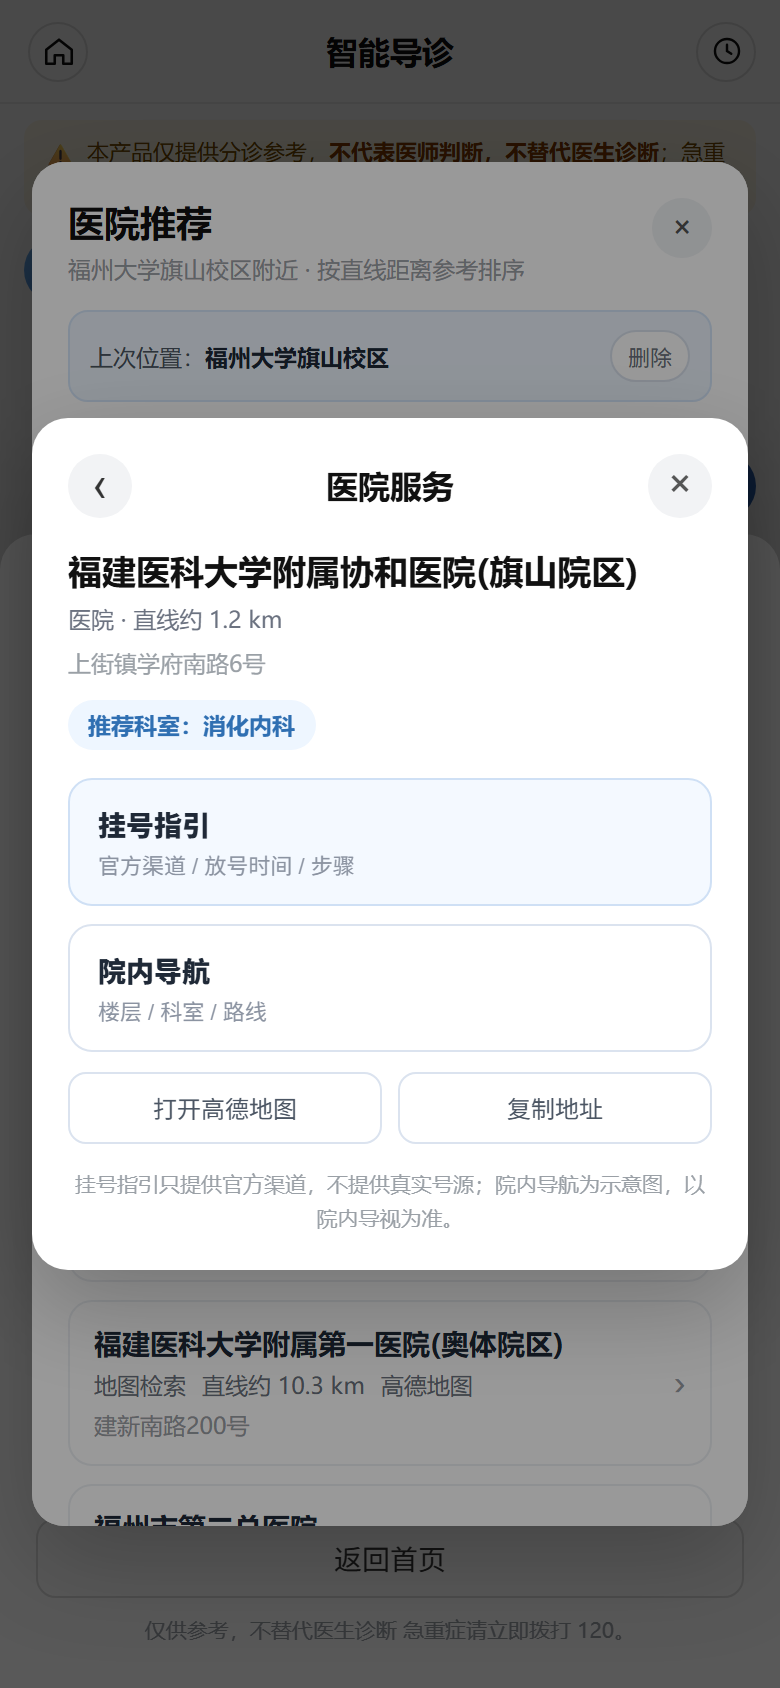 智能导诊
本产品仅提供分诊参考，不代表医师判断，不替代医生诊断；急重
医院推荐
×
福州大学旗山校区附近 · 按直线距离参考排序
上次位置：福州大学旗山校区
删除
‹
医院服务
×
福建医科大学附属协和医院(旗山院区)
医院 · 直线约 1.2 km
上街镇学府南路6号
推荐科室：消化内科
挂号指引
官方渠道 / 放号时间 / 步骤
院内导航
楼层 / 科室 / 路线
打开高德地图
复制地址
挂号指引只提供官方渠道，不提供真实号源；院内导航为示意图，以
院内导视为准。
福建医科大学附属第一医院(奥体院区)
地图检索 直线约 10.3 km 高德地图
›
建新南路200号
福州市第二总医院
返回首页
仅供参考，不替代医生诊断 急重症请立即拨打 120。